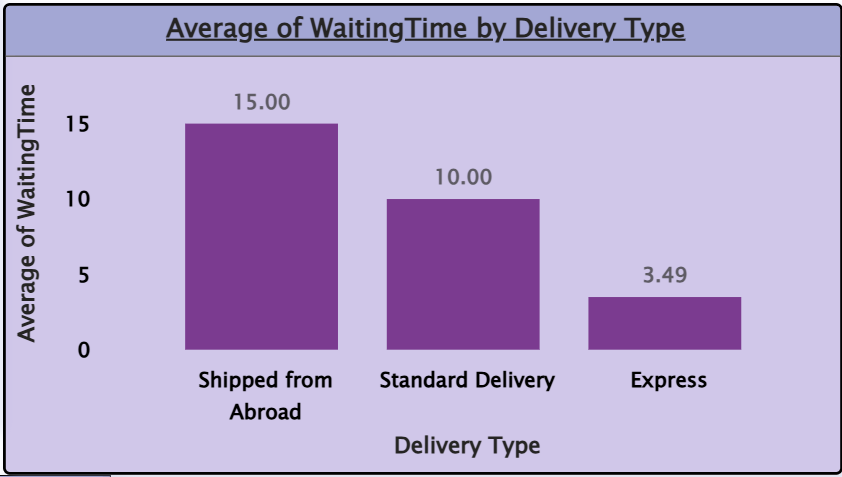 Average of WaitingTime by Delivery Type
Average of WaitingTime
15
10
5
0
15.00
10.00
3.49
Shipped from
Abroad
Standard Delivery
Express
Delivery Type